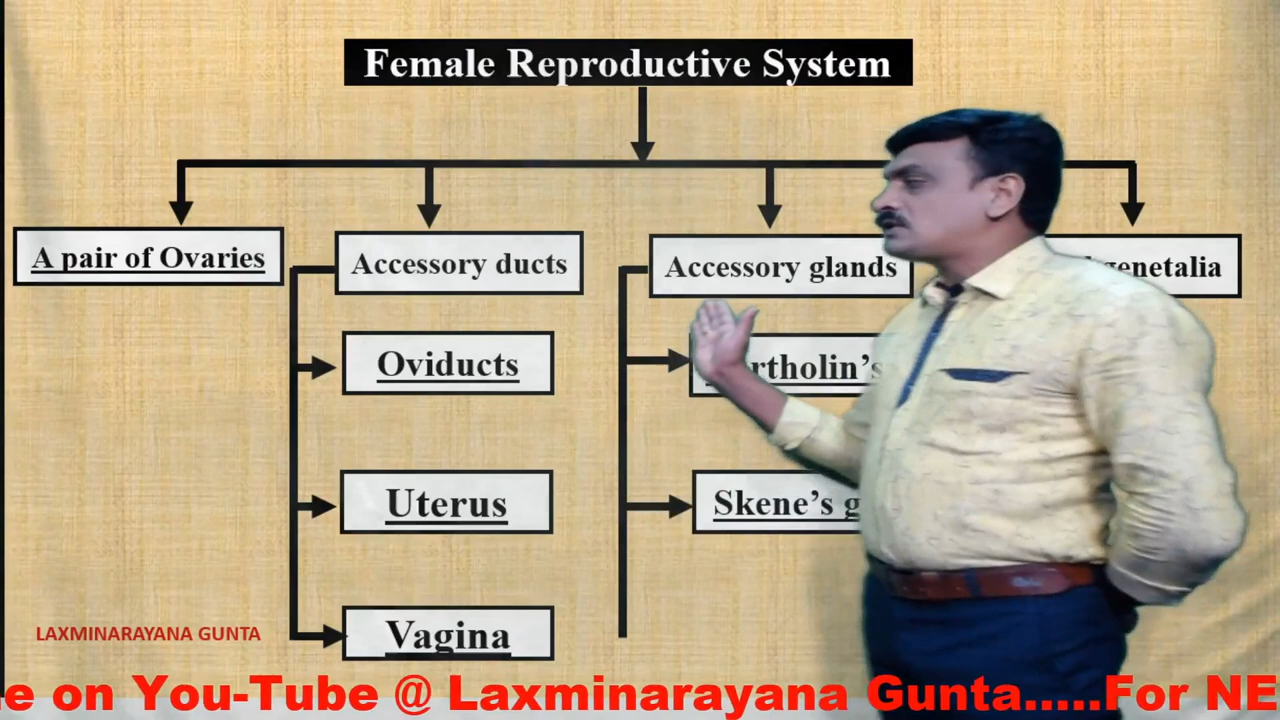 Female Reproductive System
A pair of Ovaries
Accessory ducts
Accessory glands
genetalia
Oviducts
Uterus
Skene's
Vagina
LAXMINARAYANA GUNTA
on You-Tube @ Laxminarayana Gunta.....For